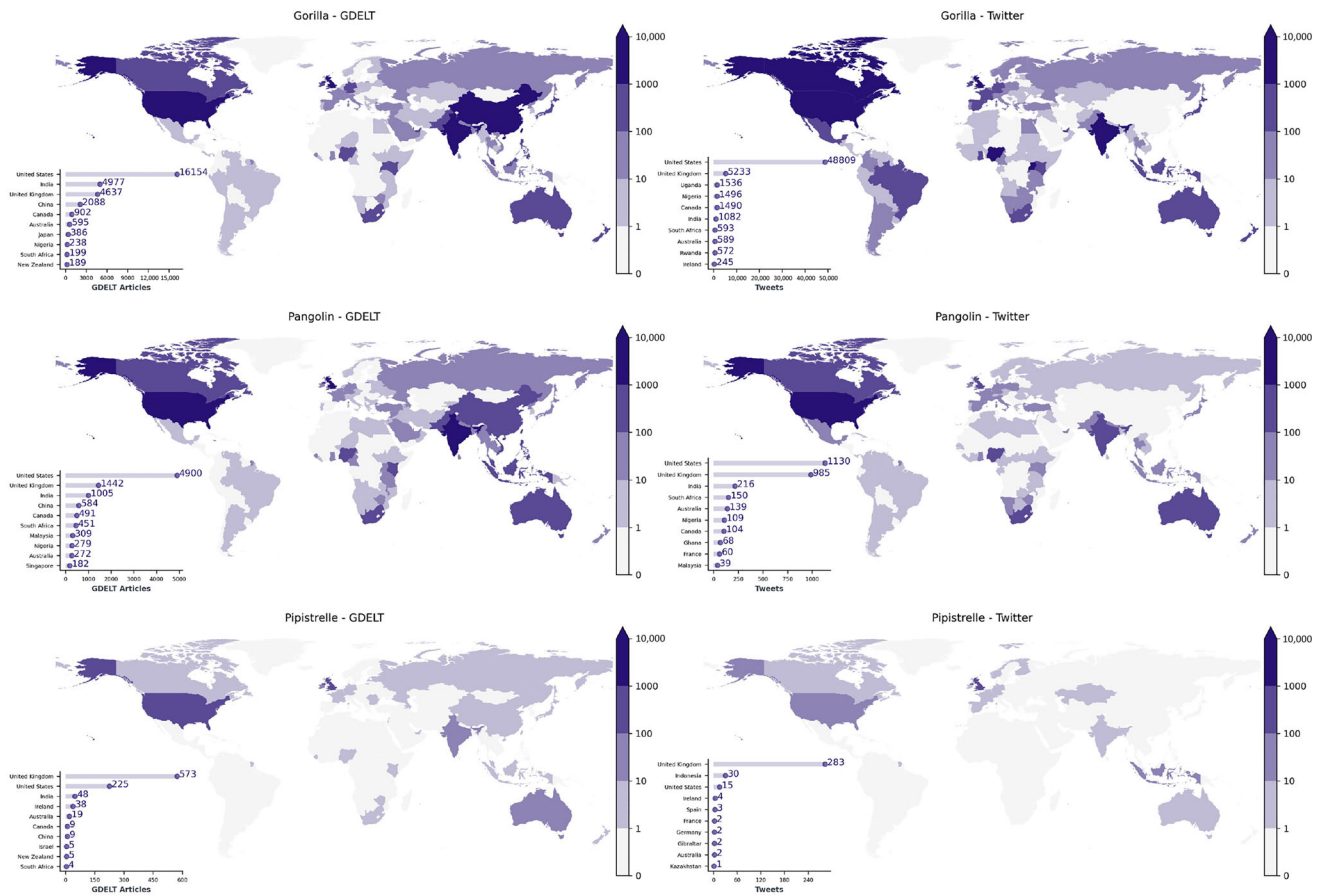 Gorilla - GDELT
10,000
1000
100
10
1
0
United States 16154
India 4977
United Kingdom 4637
China 2088
Canada 902
Australia 595
Japan 386
Nigeria 238
South Africa 199
New Zealand 189
0 3000 6000 9000 12,000 15,000
GDELT Articles
Gorilla - Twitter
10,000
1000
100
10
1
0
United States 48809
United Kingdom 5233
Uganda 1536
Nigeria 1496
Canada 1490
India 1082
South Africa 593
Australia 589
Rwanda 572
Ireland 245
0 10,000 20,000 30,000 40,000 50,000
Tweets
Pangolin - GDELT
10,000
1000
100
10
1
0
United States 4900
United Kingdom 1442
India 1005
China 584
Canada 491
South Africa 451
Malaysia 309
Nigeria 279
Australia 272
Singapore 182
0 1000 2000 3000 4000 5000
GDELT Articles
Pangolin - Twitter
10,000
1000
100
10
1
0
United States 1130
United Kingdom 985
India 216
South Africa 150
Australia 139
Nigeria 109
Canada 104
Ghana 68
France 60
Malaysia 39
0 250 500 750 1000
Tweets
Pipistrelle - GDELT
10,000
1000
100
10
1
0
United Kingdom 573
United States 225
India 48
Ireland 38
Australia 19
Canada 9
China 9
Israel 5
New Zealand 5
South Africa 4
0 150 300 450 600
GDELT Articles
Pipistrelle - Twitter
10,000
1000
100
10
1
0
United Kingdom 283
Indonesia 30
United States 15
Ireland 4
Spain 3
France 2
Germany 2
Gibraltar 2
Australia 2
Kazakhstan 1
0 60 120 180 240
Tweets